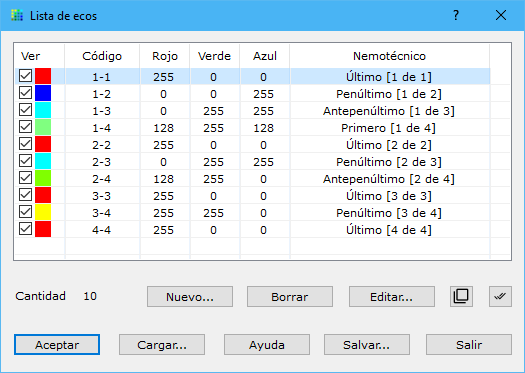 Lista de ecos ?
Ver Código Rojo Verde Azul Nemotécnico
1-1 255 0 0 Último [1 de 1]
1-2 0 0 255 Penúltimo [1 de 2]
1-3 0 255 255 Antepenúltimo [1 de 3]
1-4 128 255 128 Primero [1 de 4]
2-2 255 0 0 Último [2 de 2]
2-3 0 255 255 Penúltimo [2 de 3]
2-4 128 255 0 Antepenúltimo [2 de 4]
3-3 255 0 0 Último [3 de 3]
3-4 255 255 0 Penúltimo [3 de 4]
4-4 255 0 0 Último [4 de 4]
Cantidad 10 Nuevo... Borrar Editar...
Aceptar Cargar... Ayuda Salvar... Salir